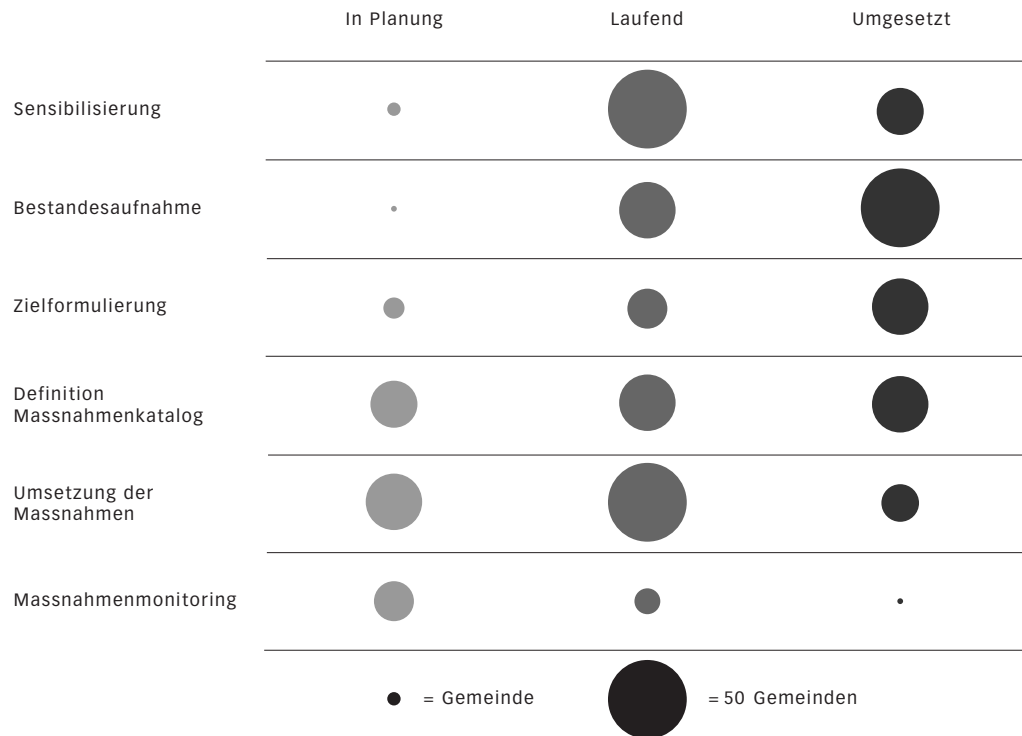 In Planung Laufend Umgesetzt
Sensibilisierung
Bestandesaufnahme
Zielformulierung
Definition
Massnahmenkatalog
Umsetzung der
Massnahmen
Massnahmenmonitoring
= Gemeinde = 50 Gemeinden